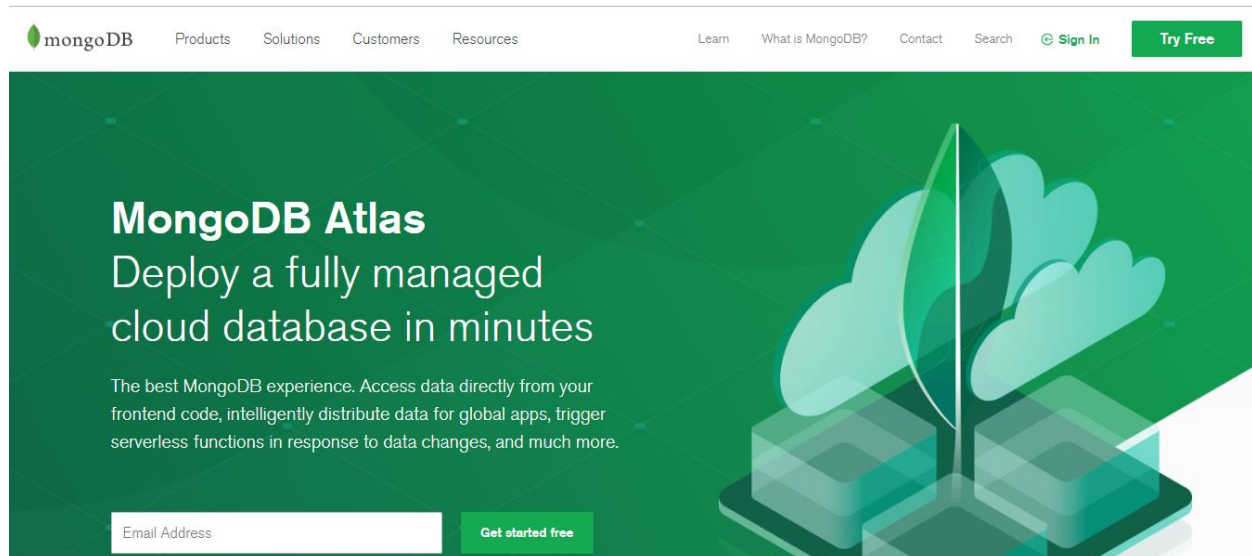 mongoDB Products Solutions Customers Resources Learn What is MongoDB? Contact Search Sign In Try Free
MongoDB Atlas
Deploy a fully managed
cloud database in minutes
The best MongoDB experience. Access data directly from your
frontend code, intelligently distribute data for global apps, trigger
serverless functions in response to data changes, and much more.
Email Address Get started free